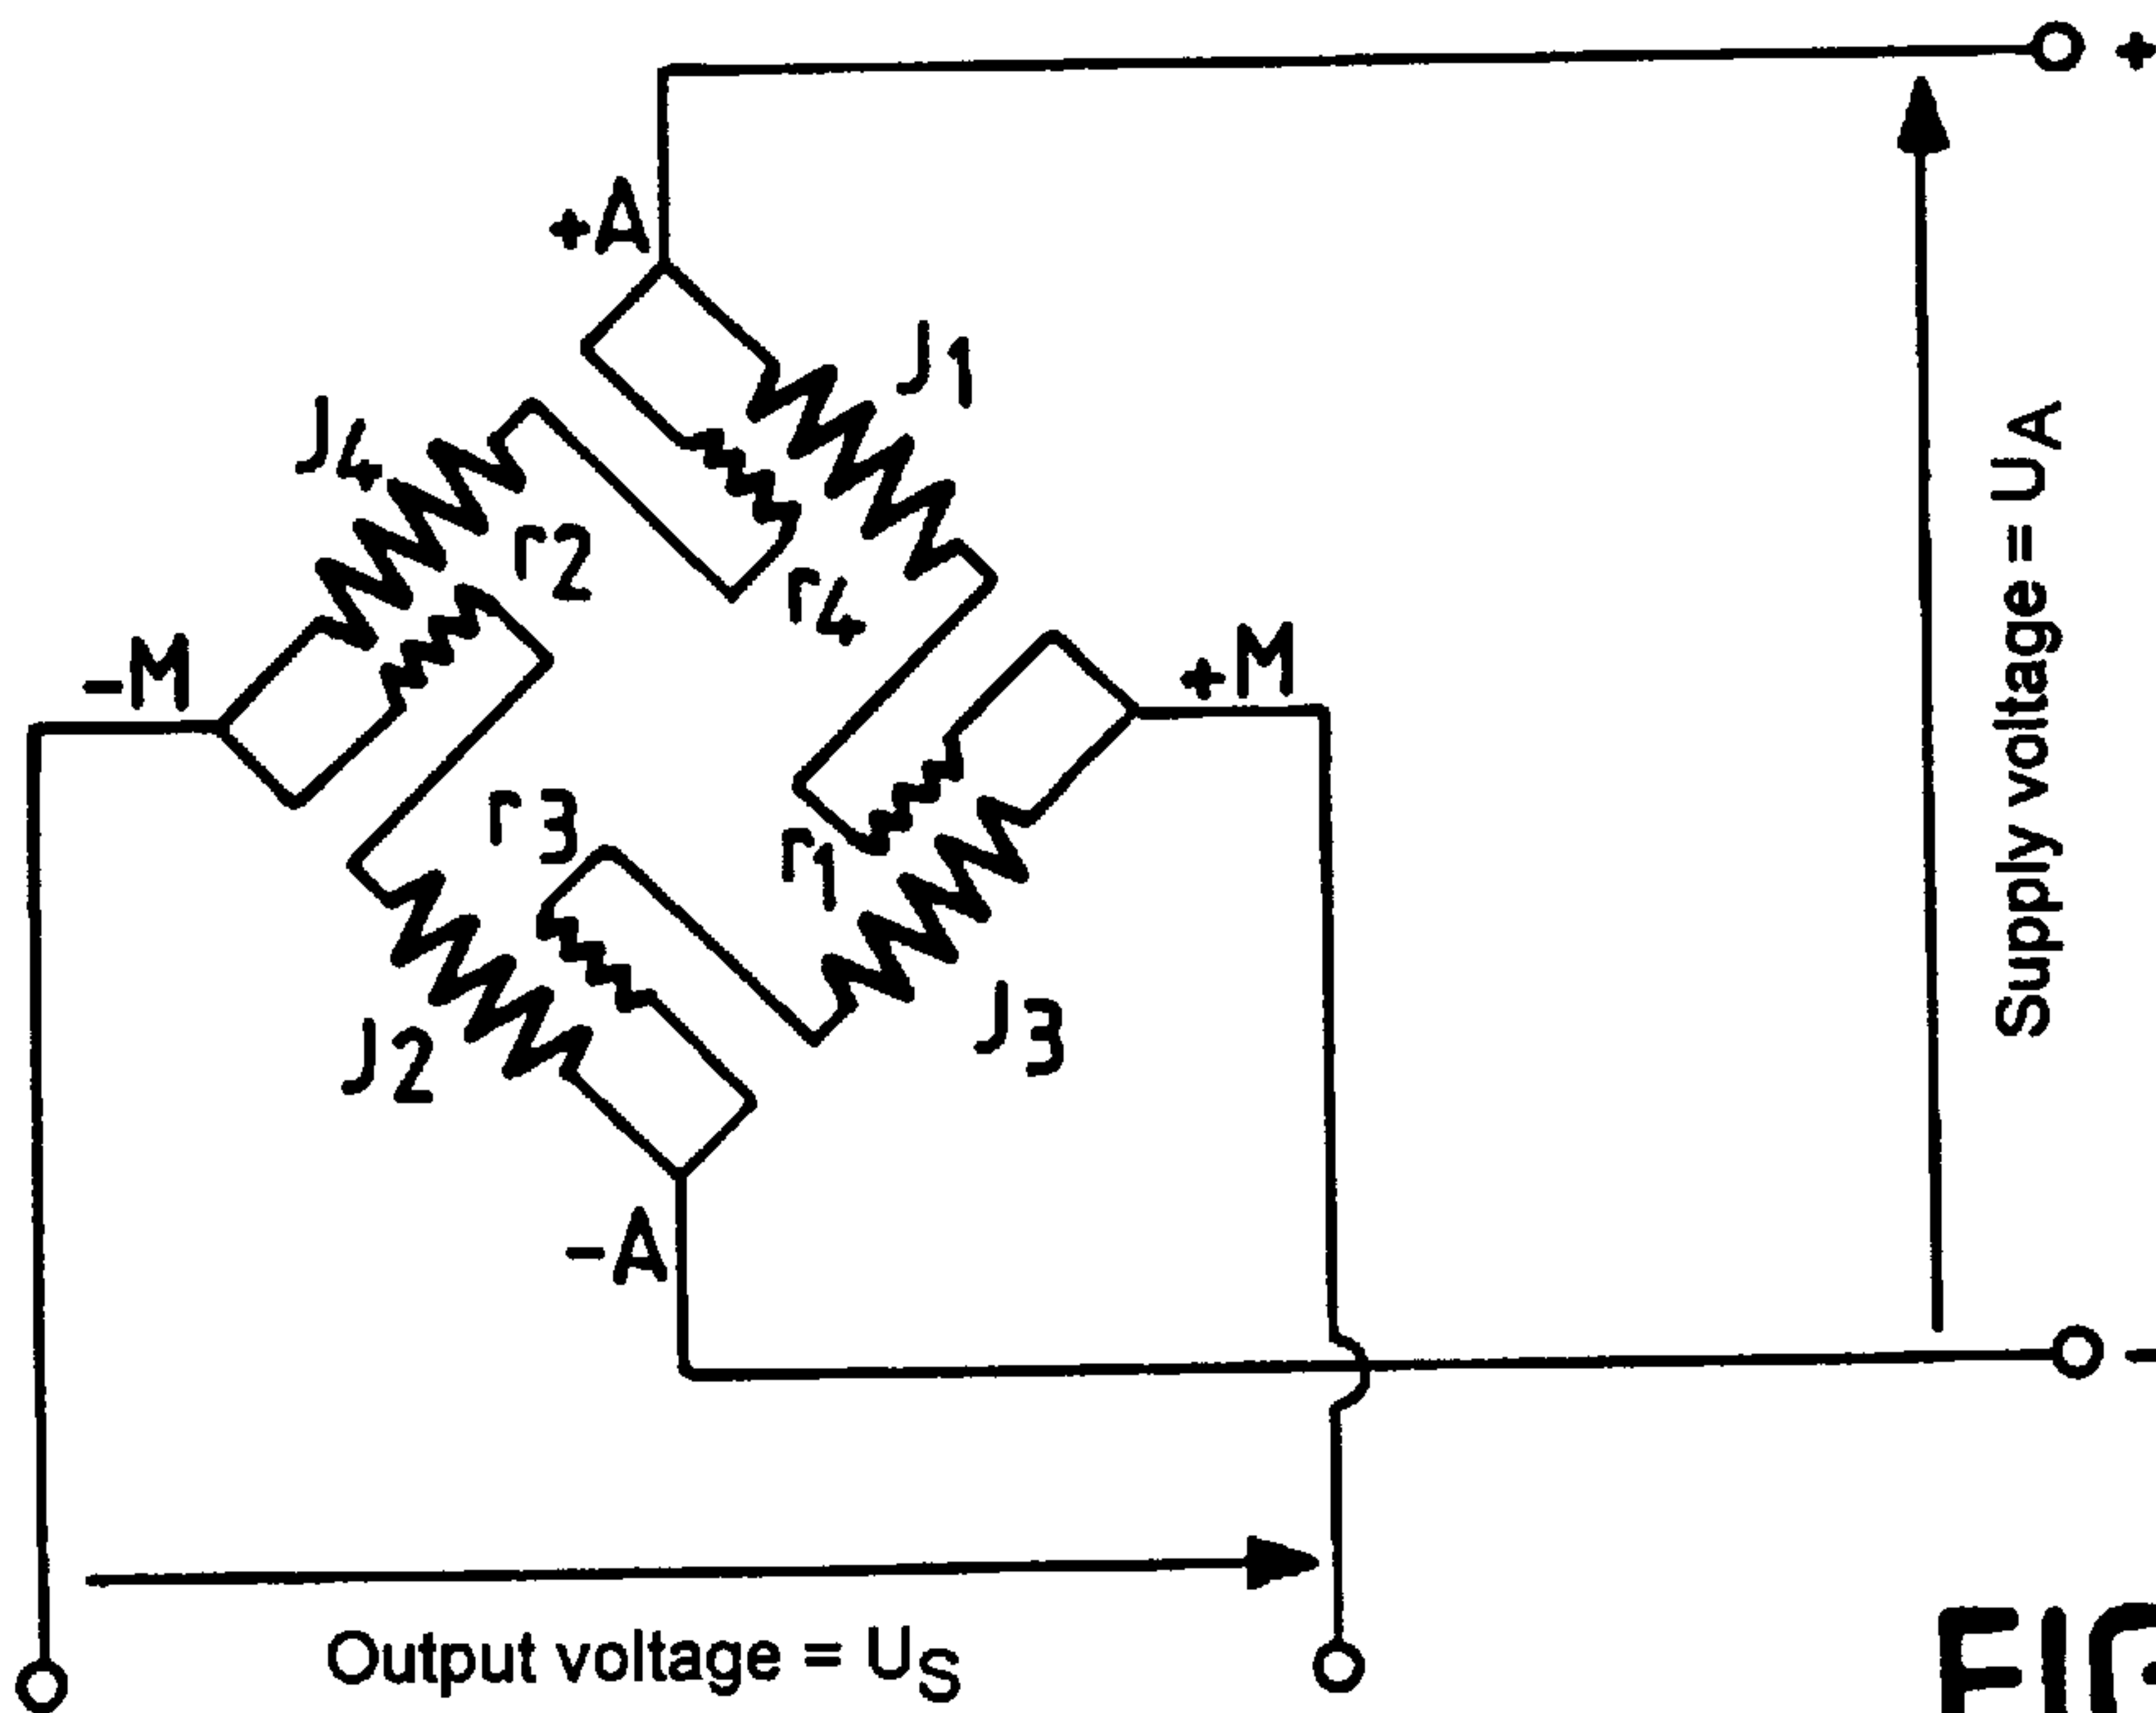 +
+A
J1
J4
r2
r4
-M
+M
Supply voltage = UA
r3
r1
J2
J3
-A
-
Output voltage = US